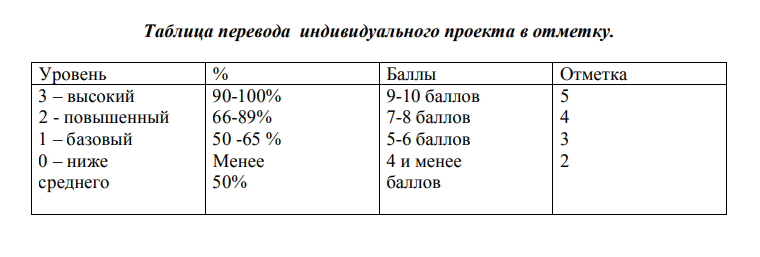 Таблица перевода индивидуального проекта в отметку.
Уровень % Баллы Отметка
3 – высокий 90-100% 9-10 баллов 5
2 - повышенный 66-89% 7-8 баллов 4
1 – базовый 50 -65 % 5-6 баллов 3
0 – ниже Менее 4 и менее 2
среднего 50% баллов